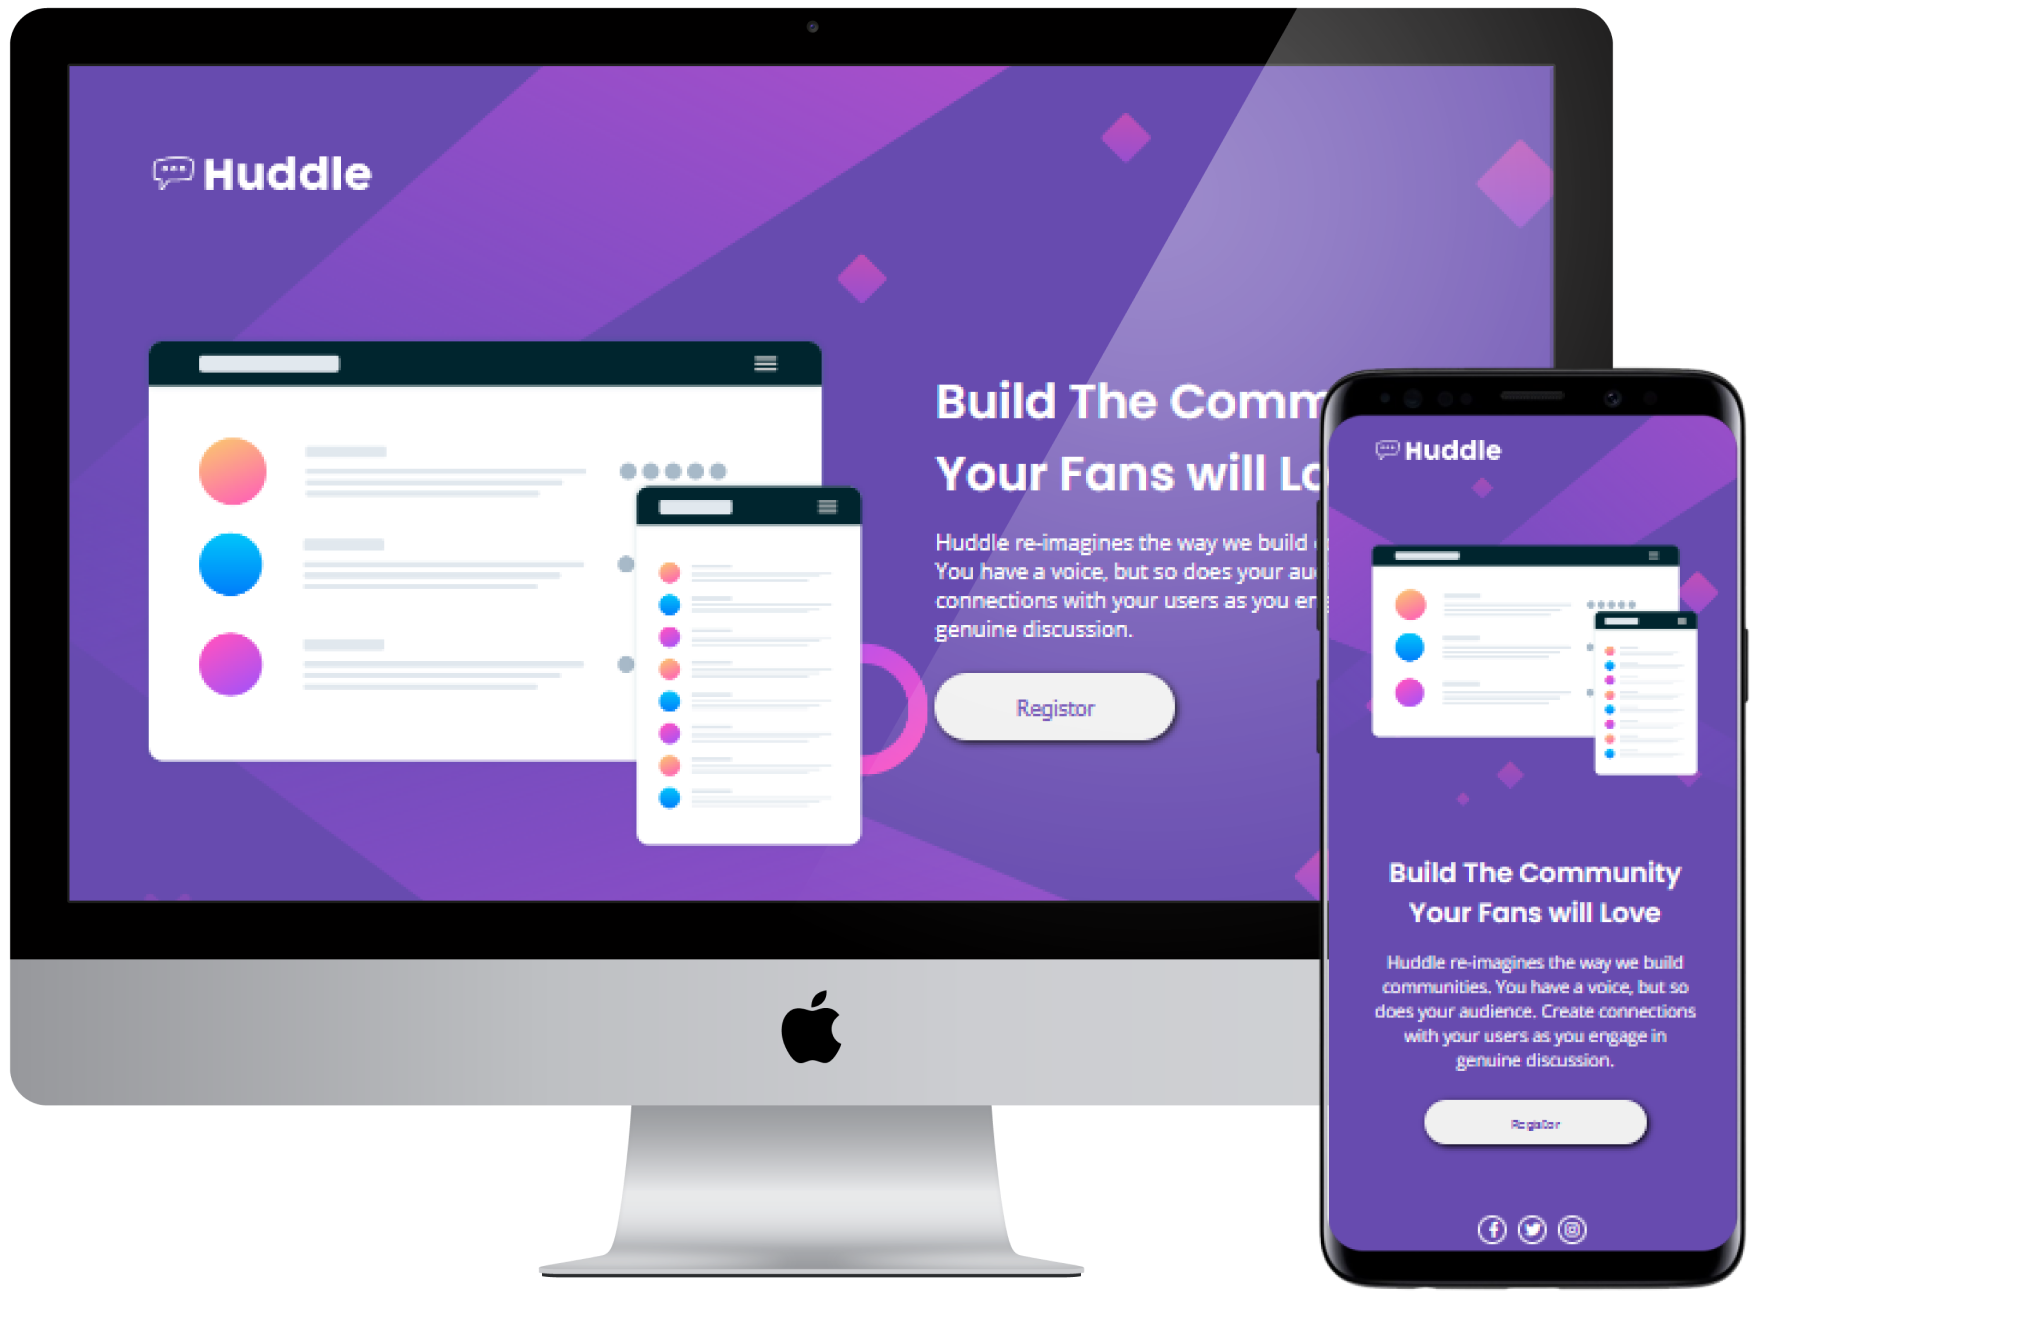 Huddle
Build The Comm
Your Fans will Lo
Huddle re-imagines the way we build
You have a voice, but so does your au
connections with your users as you en
genuine discussion.
Registor
Huddle
Build The Community
Your Fans will Love
Huddle re-imagines the way we build
communities. You have a voice, but so
does your audience. Create connections
with your users as you engage in
genuine discussion.
Registor